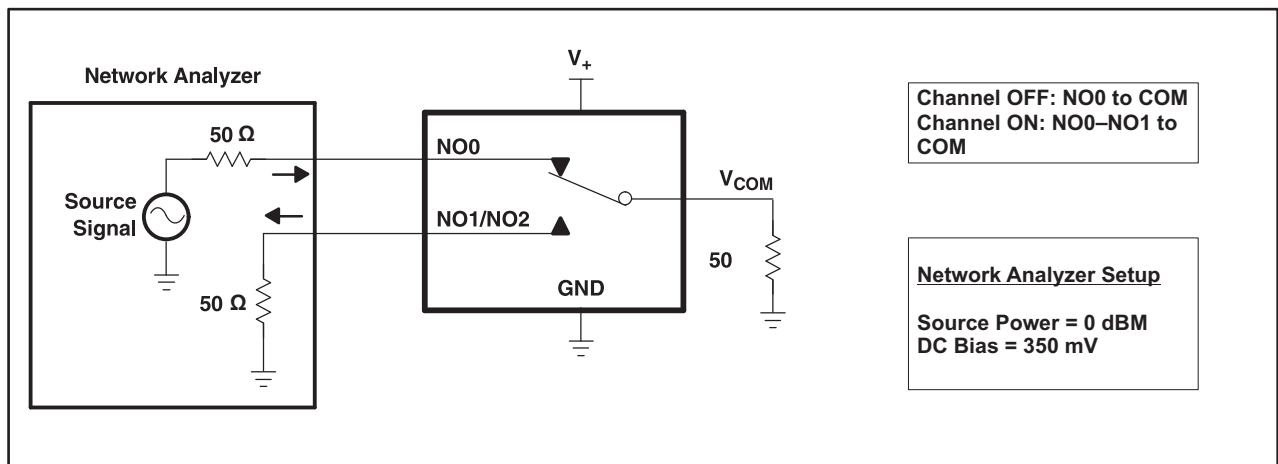 Network Analyzer
50 Ω
Source
Signal
50 Ω
V+
NO0
NO1/NO2
GND
VCOM
50
Channel OFF: NO0 to COM
Channel ON: NO0–NO1 to
COM
Network Analyzer Setup
Source Power = 0 dBM
DC Bias = 350 mV